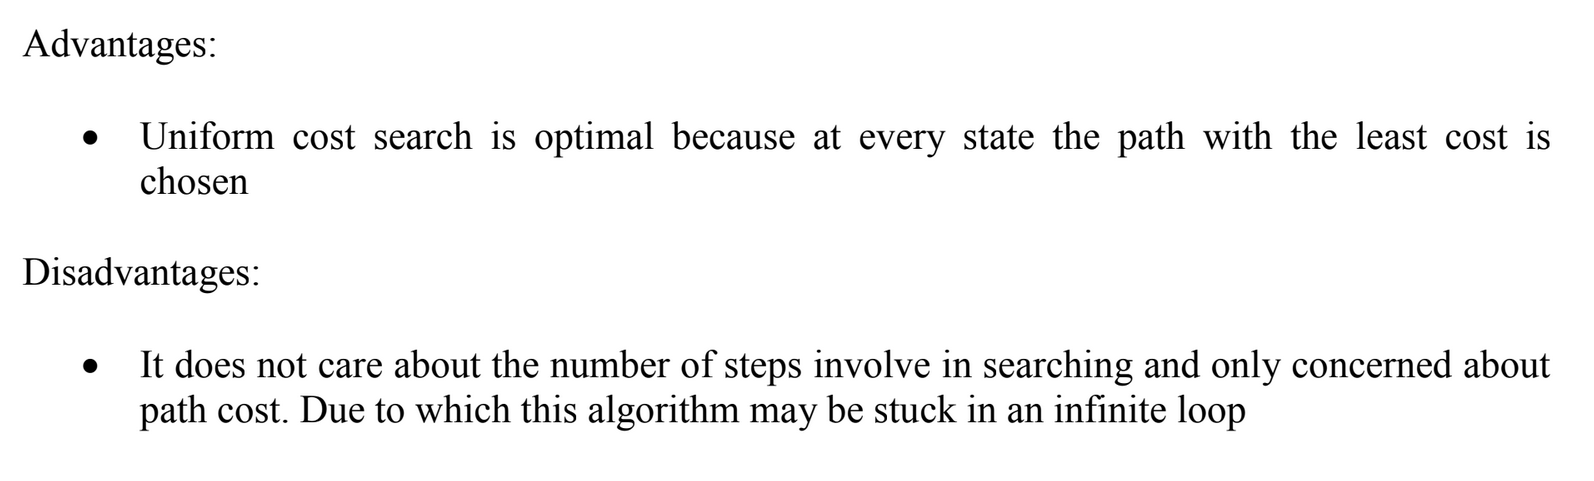 Advantages:
• Uniform cost search is optimal because at every state the path with the least cost is
chosen
Disadvantages:
• It does not care about the number of steps involve in searching and only concerned about
path cost. Due to which this algorithm may be stuck in an infinite loop